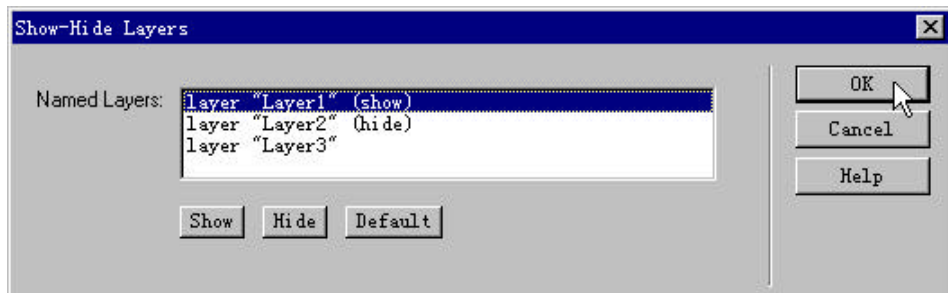 Show-Hide Layers
Named Layers:
layer "Layer1" (show)
layer "Layer2" (hide)
layer "Layer3"
Show Hide Default
OK
Cancel
Help